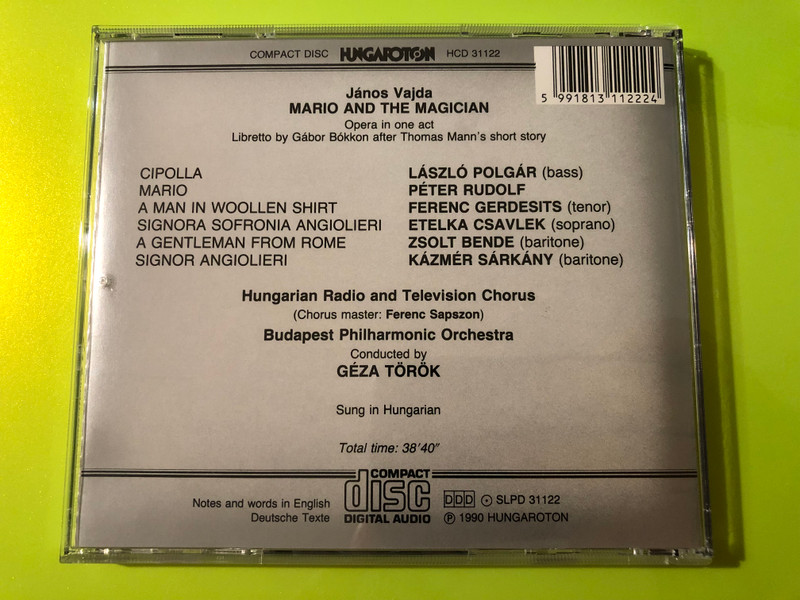 COMPACT DISC HUNGAROTON HCD 31122
5 991813 112224
János Vajda
MARIO AND THE MAGICIAN
Opera in one act
Libretto by Gábor Bókkon after Thomas Mann's short story
CIPOLLA LÁSZLÓ POLGÁR (bass)
MARIO PÉTER RUDOLF
A MAN IN WOOLLEN SHIRT FERENC GERDESITS (tenor)
SIGNORA SOFRONIA ANGIOLIERI ETELKA CSAVLEK (soprano)
A GENTLEMAN FROM ROME ZSOLT BENDE (baritone)
SIGNOR ANGIOLIERI KÁZMÉR SÁRKÁNY (baritone)
Hungarian Radio and Television Chorus
(Chorus master: Ferenc Sapszon)
Budapest Philharmonic Orchestra
Conducted by
GÉZA TÖRÖK
Sung in Hungarian
Total time: 38'40"
Notes and words in English
Deutsche Texte
COMPACT
disc
DIGITAL AUDIO
DDD SLPD 31122
℗ 1990 HUNGAROTON